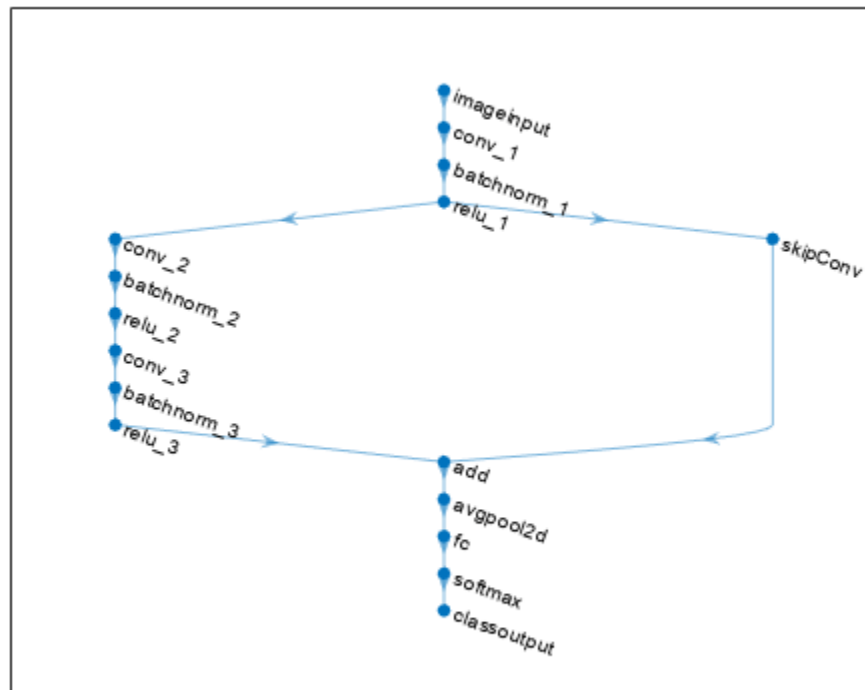 imageinput
conv_1
batchnorm_1
relu_1
conv_2
batchnorm_2
relu_2
conv_3
batchnorm_3
relu_3
skipConv
add
avgpool2d
fc
softmax
classoutput